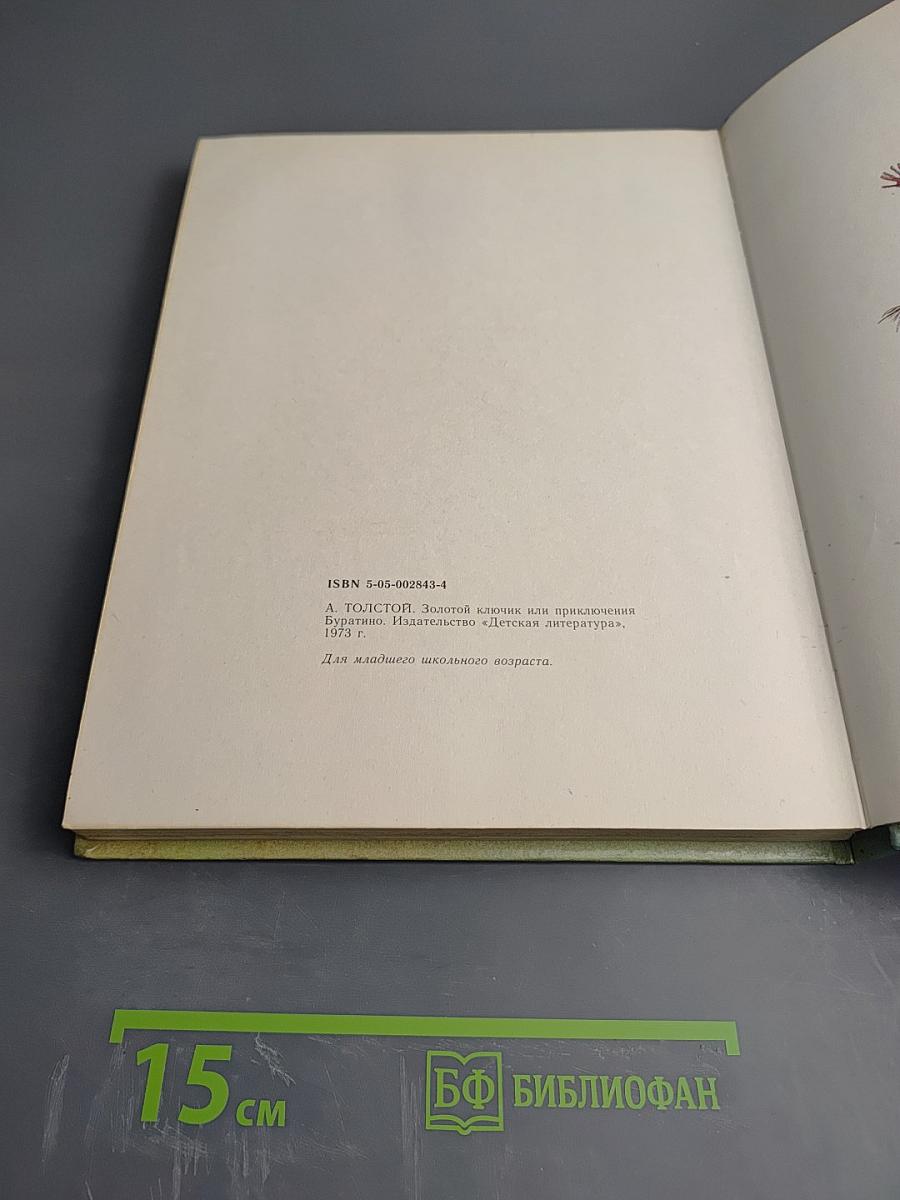 ISBN 5-05-002843-4
А. ТОЛСТОЙ. Золотой ключик или приключения
Буратино. Издательство «Детская литература»,
1973 г.
Для младшего школьного возраста.
15 см
БФ БИБЛИОФАН